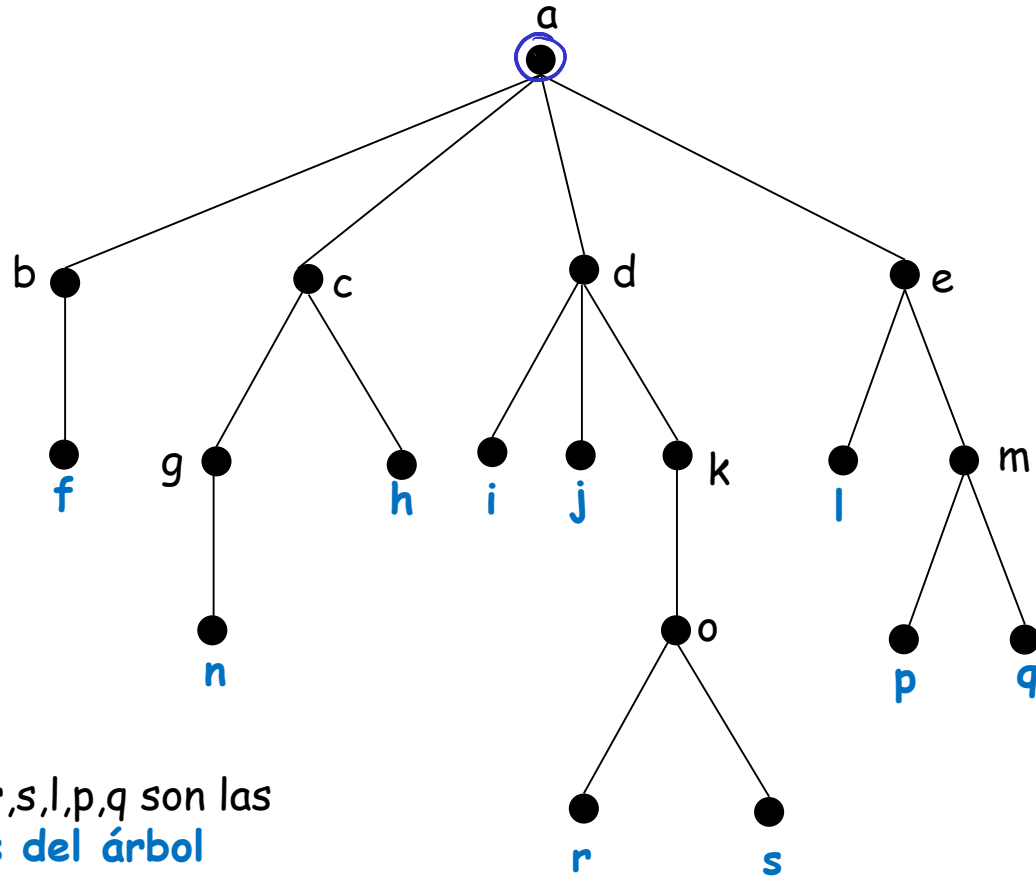 a
b c d e
f g h i j k l m
n o p q
,s,l,p,q son las
del árbol
r s